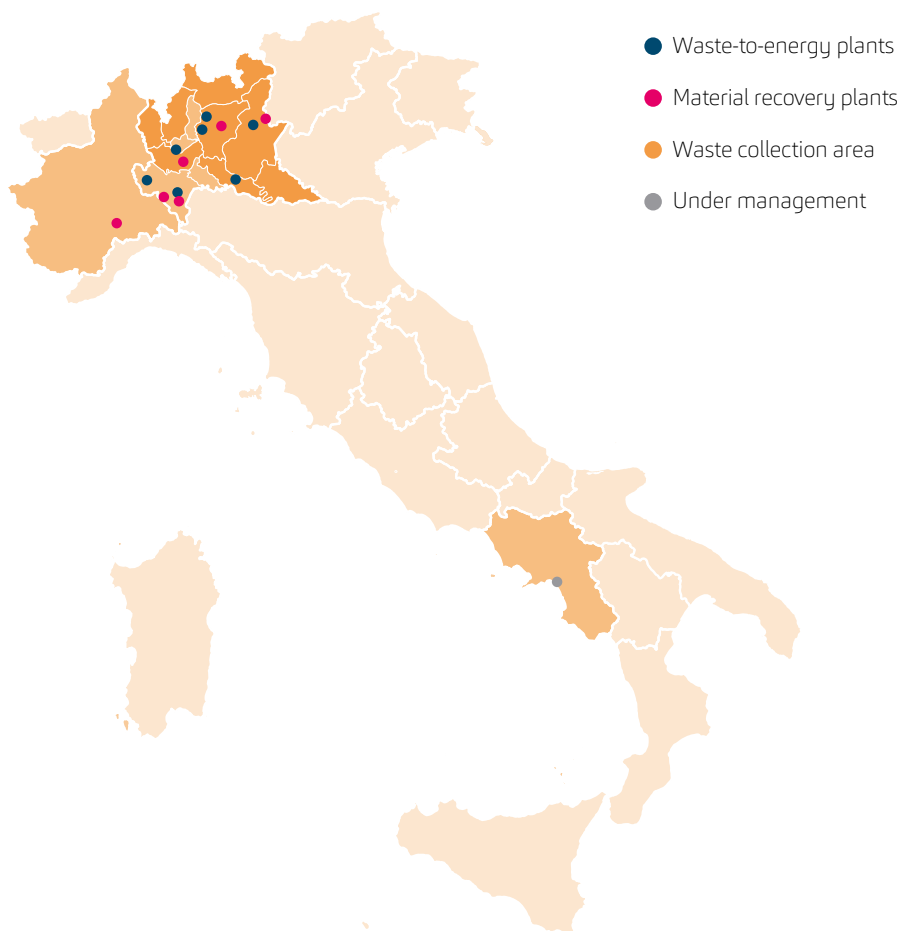 Waste-to-energy plants
Material recovery plants
Waste collection area
Under management